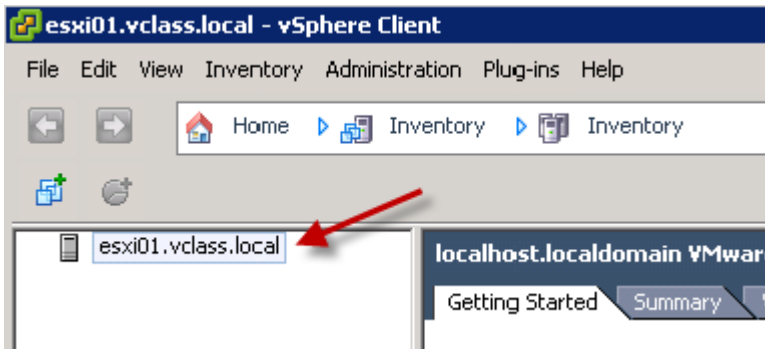 esxi01.vclass.local - vSphere Client
File Edit View Inventory Administration Plug-ins Help
Home Inventory Inventory
esxi01.vclass.local
localhost.localdomain VMwar
Getting Started Summary